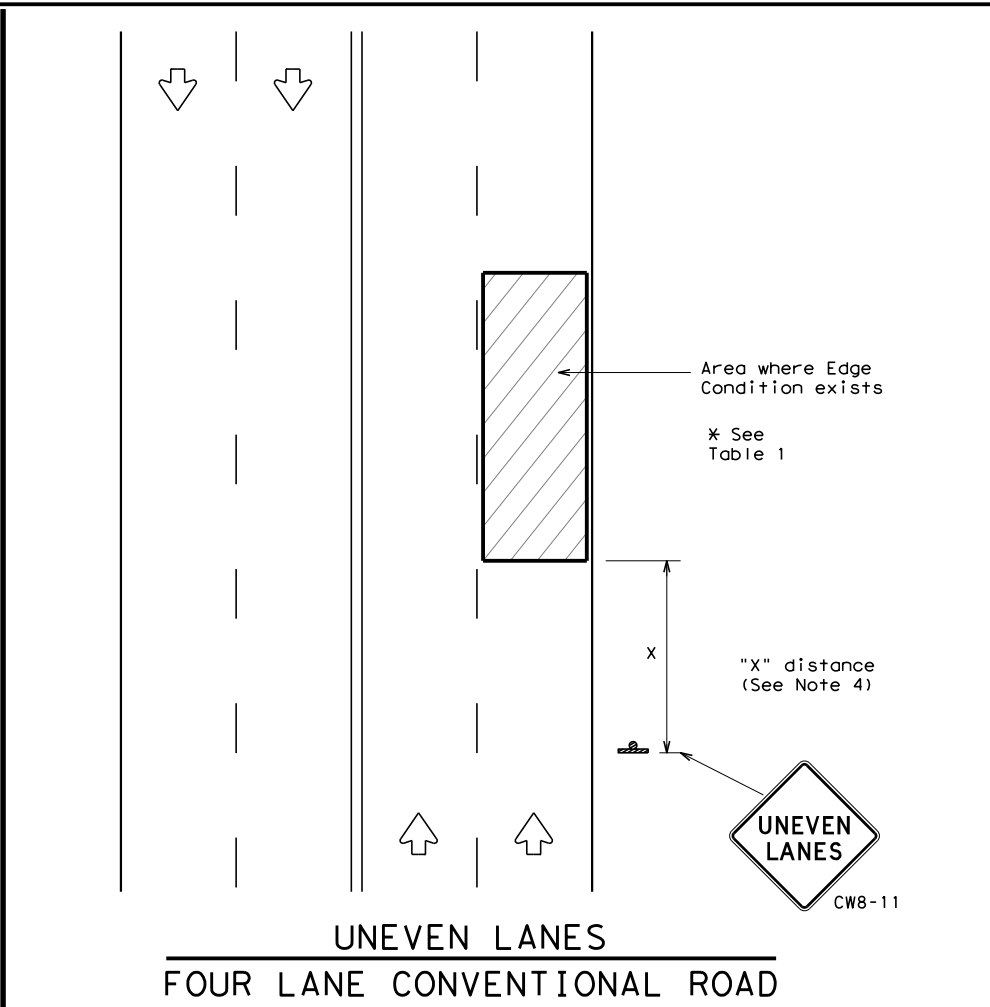 Area where Edge
Condition exists
* See
Table 1
X
"X" distance
(See Note 4)
UNEVEN
LANES
CW8-11
UNEVEN LANES
FOUR LANE CONVENTIONAL ROAD